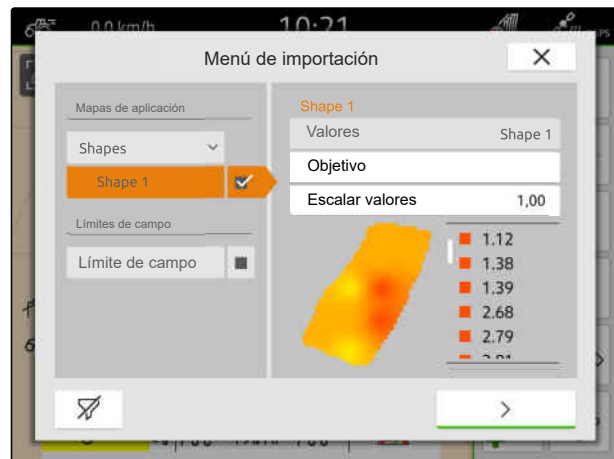 0.0 km/h
10:21
Menú de importación
Mapas de aplicación
Shapes
Shape 1
Límites de campo
Límite de campo
Shape 1
Valores Shape 1
Objetivo
Escalar valores 1,00
1.12
1.38
1.39
2.68
2.79